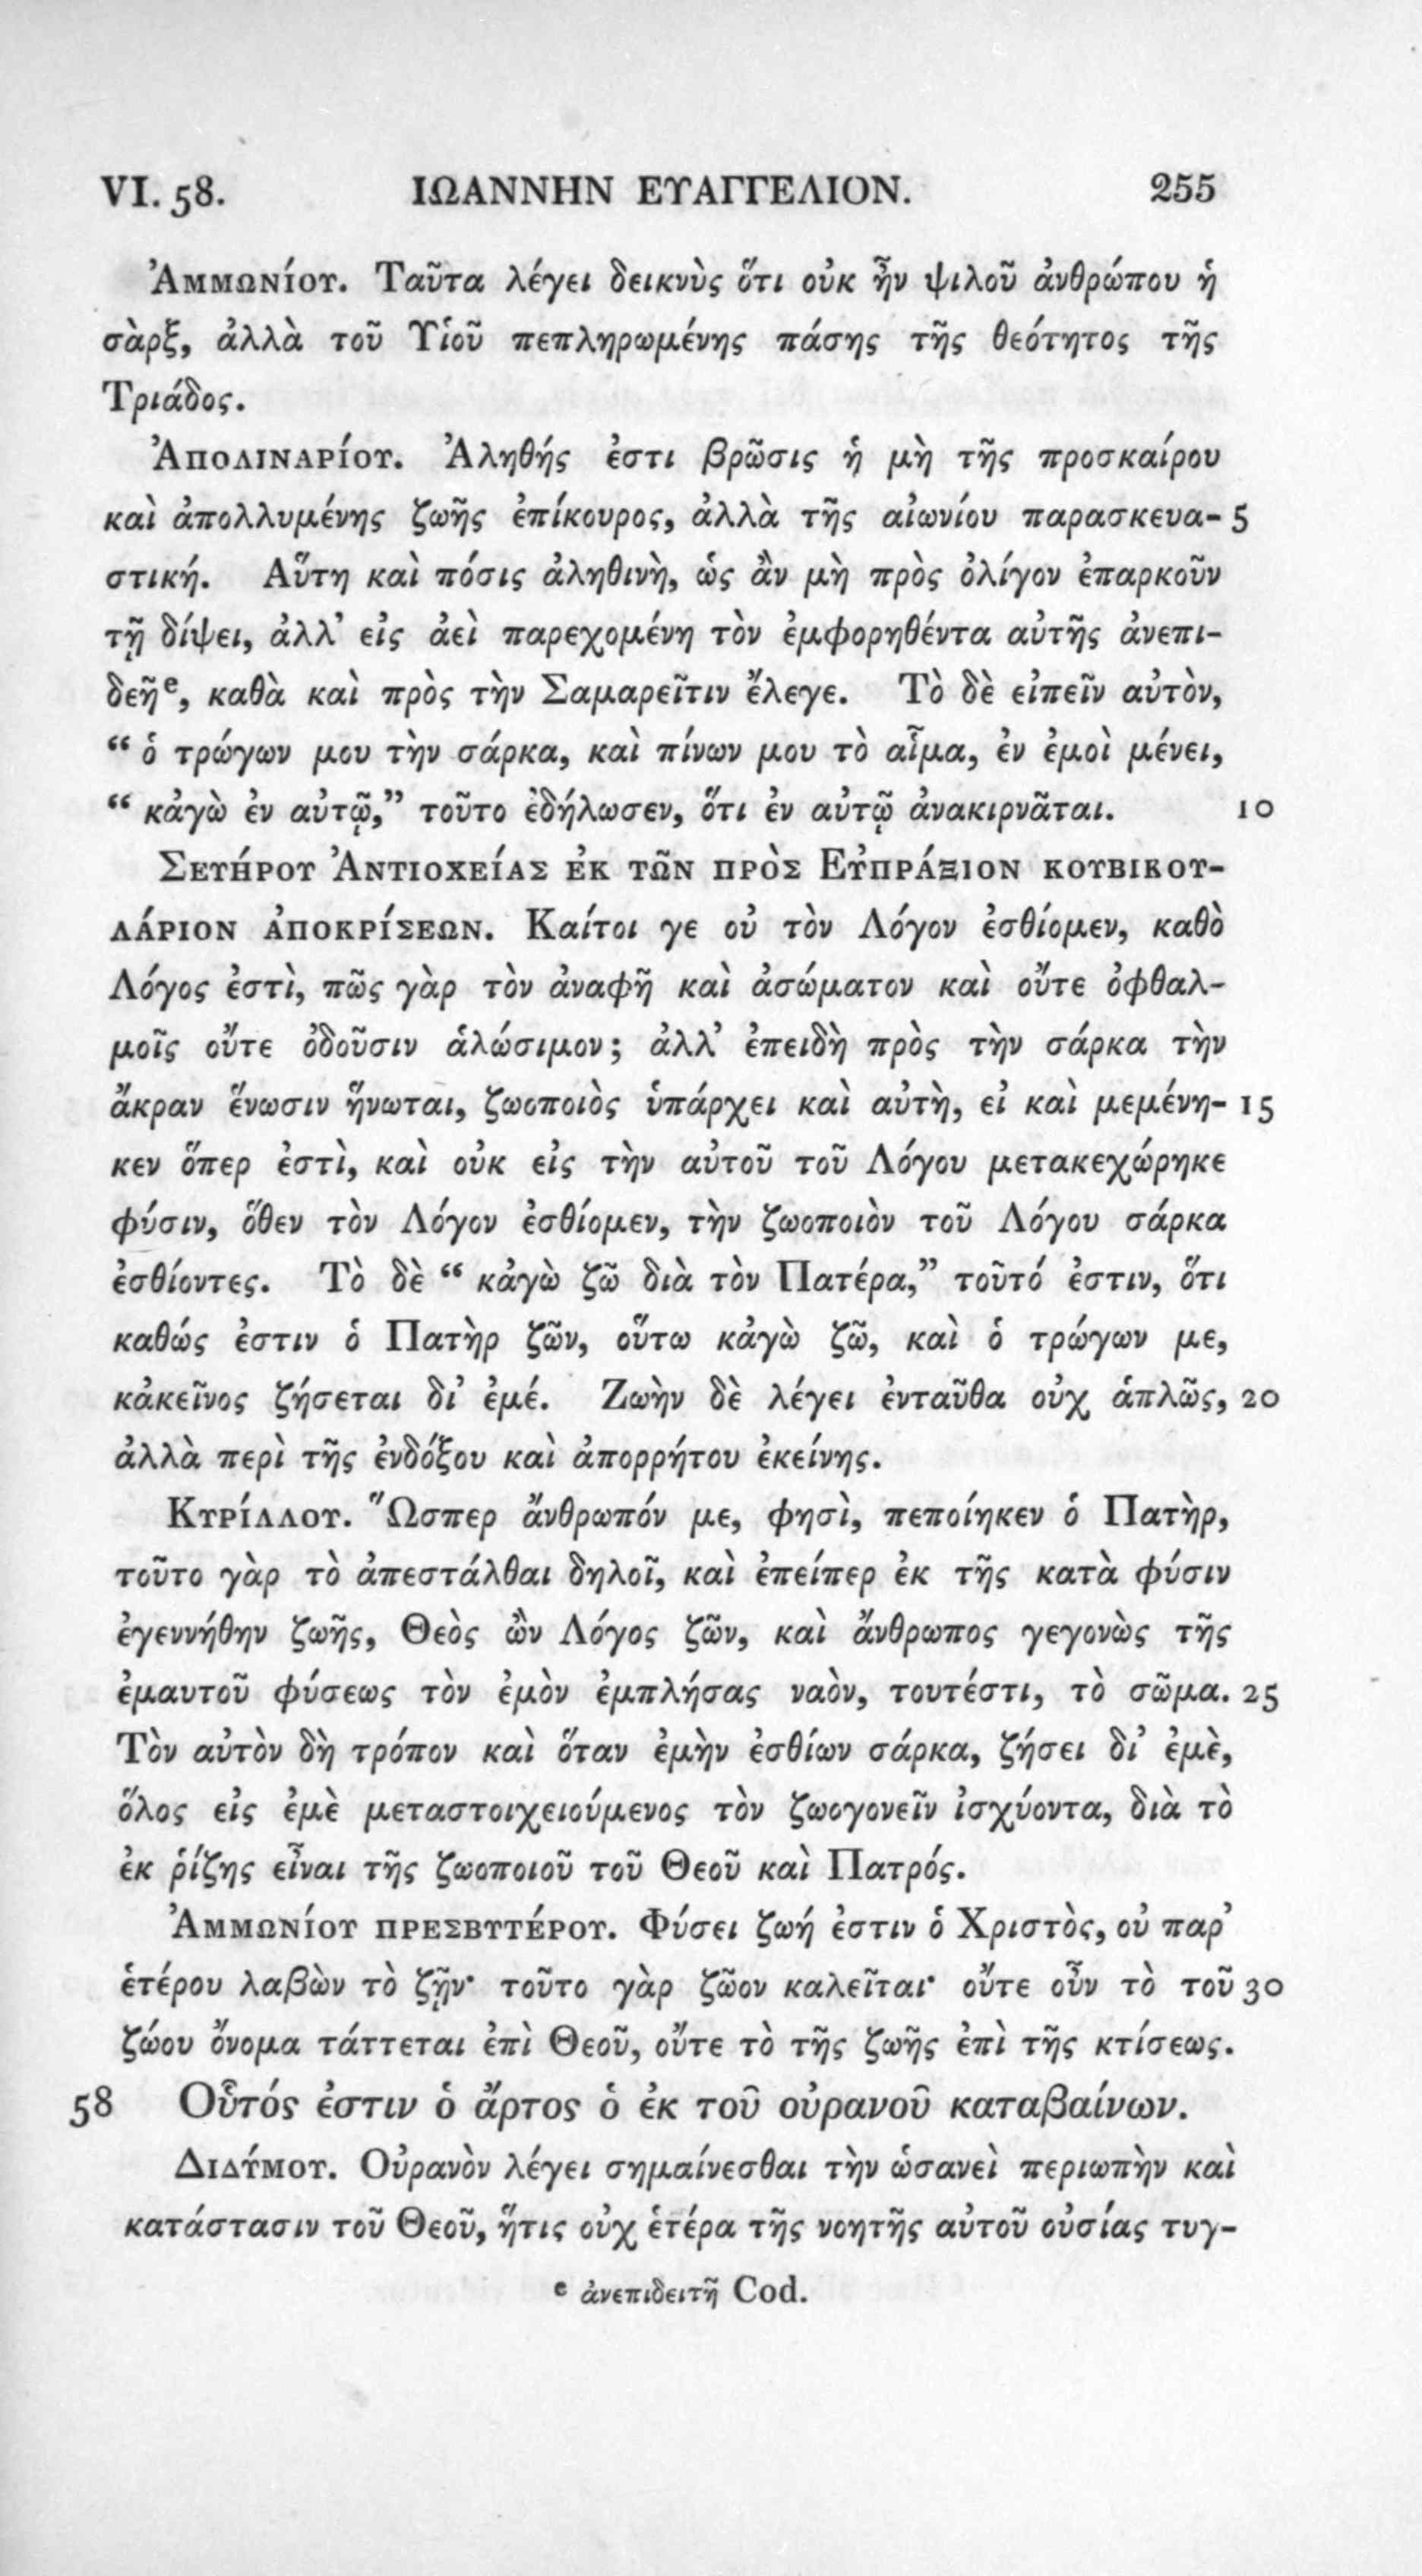 VI. 58. ΙΩΑΝΝΗΝ ΕΥΑΓΓΕΛΙΟΝ. 255
Ἀμμωνίου. Ταῦτα λέγει δεικνὺς ὅτι οὐκ ἦν ψιλοῦ ἀνθρώπου ἡ
σὰρξ, ἀλλὰ τοῦ Υἱοῦ πεπληρωμένης πάσης τῆς θεότητος τῆς
Τριάδος.
Ἀπολιναρίου. Ἀληθής ἐστι βρῶσις ἡ μὴ τῆς προσκαίρου
καὶ ἀπολλυμένης ζωῆς ἐπίκουρος, ἀλλὰ τῆς αἰωνίου παρασκευα- 5
στική. Αὕτη καὶ πόσις ἀληθινὴ, ὡς ἂν μὴ πρὸς ὀλίγον ἐπαρκοῦν
τῇ δίψει, ἀλλ’ εἰς ἀεὶ παρεχομένη τὸν ἐμφορηθέντα αὐτῆς ἀνεπι-
δεῆ e, καθὰ καὶ πρὸς τὴν Σαμαρεῖτιν ἔλεγε. Τὸ δὲ εἰπεῖν αὐτὸν,
“ ὁ τρώγων μου τὴν σάρκα, καὶ πίνων μου τὸ αἷμα, ἐν ἐμοὶ μένει,
“ κἀγὼ ἐν αὐτῷ,” τοῦτο ἐδήλωσεν, ὅτι ἐν αὐτῷ ἀνακιρνᾶται. 10
Σευήρου Ἀντιοχείας ἐκ τῶν πρὸς Εὐπράξιον κουβικου-
λάριον ἀποκρίσεων. Καίτοι γε οὐ τὸν Λόγον ἐσθίομεν, καθὸ
Λόγος ἐστὶ, πῶς γὰρ τὸν ἀναφῆ καὶ ἀσώματον καὶ οὔτε ὀφθαλ-
μοῖς οὔτε ὀδοῦσιν ἁλώσιμον; ἀλλ’ ἐπειδὴ πρὸς τὴν σάρκα τὴν
ἄκραν ἕνωσιν ἥνωται, ζωοποιὸς ὑπάρχει καὶ αὐτὴ, εἰ καὶ μεμένη- 15
κεν ὅπερ ἐστὶ, καὶ οὐκ εἰς τὴν αὐτοῦ τοῦ Λόγου μετακεχώρηκε
φύσιν, ὅθεν τὸν Λόγον ἐσθίομεν, τὴν ζωοποιὸν τοῦ Λόγου σάρκα
ἐσθίοντες. Τὸ δὲ “ κἀγὼ ζῶ διὰ τὸν Πατέρα,” τοῦτό ἐστιν, ὅτι
καθώς ἐστιν ὁ Πατὴρ ζῶν, οὕτω κἀγὼ ζῶ, καὶ ὁ τρώγων με,
κἀκεῖνος ζήσεται δι’ ἐμέ. Ζωὴν δὲ λέγει ἐνταῦθα οὐχ ἁπλῶς, 20
ἀλλὰ περὶ τῆς ἐνδόξου καὶ ἀπορρήτου ἐκείνης.
Κυρίλλου. Ὥσπερ ἄνθρωπόν με, φησὶ, πεποίηκεν ὁ Πατὴρ,
τοῦτο γὰρ τὸ ἀπεστάλθαι δηλοῖ, καὶ ἐπείπερ ἐκ τῆς κατὰ φύσιν
ἐγεννήθην ζωῆς, Θεὸς ὢν Λόγος ζῶν, καὶ ἄνθρωπος γεγονὼς τῆς
ἐμαυτοῦ φύσεως τὸν ἐμὸν ἐμπλήσας ναὸν, τουτέστι, τὸ σῶμα. 25
Τὸν αὐτὸν δὴ τρόπον καὶ ὅταν ἐμὴν ἐσθίων σάρκα, ζήσει δι’ ἐμὲ,
ὅλος εἰς ἐμὲ μεταστοιχειούμενος τὸν ζωογονεῖν ἰσχύοντα, διὰ τὸ
ἐκ ῥίζης εἶναι τῆς ζωοποιοῦ τοῦ Θεοῦ καὶ Πατρός.
Ἀμμωνίου πρεσβυτέρου. Φύσει ζωή ἐστιν ὁ Χριστὸς, οὐ παρ’
ἑτέρου λαβὼν τὸ ζῇν· τοῦτο γὰρ ζῶον καλεῖται· οὔτε οὖν τὸ τοῦ 30
ζώου ὄνομα τάττεται ἐπὶ Θεοῦ, οὔτε τὸ τῆς ζωῆς ἐπὶ τῆς κτίσεως.
58 Οὗτός ἐστιν ὁ ἄρτος ὁ ἐκ τοῦ οὐρανοῦ καταβαίνων.
Διδύμου. Οὐρανὸν λέγει σημαίνεσθαι τὴν ὡσανεὶ περιωπὴν καὶ
κατάστασιν τοῦ Θεοῦ, ἥτις οὐχ ἑτέρα τῆς νοητῆς αὐτοῦ οὐσίας τυγ-
e ἀνεπιδειτῆ Cod.